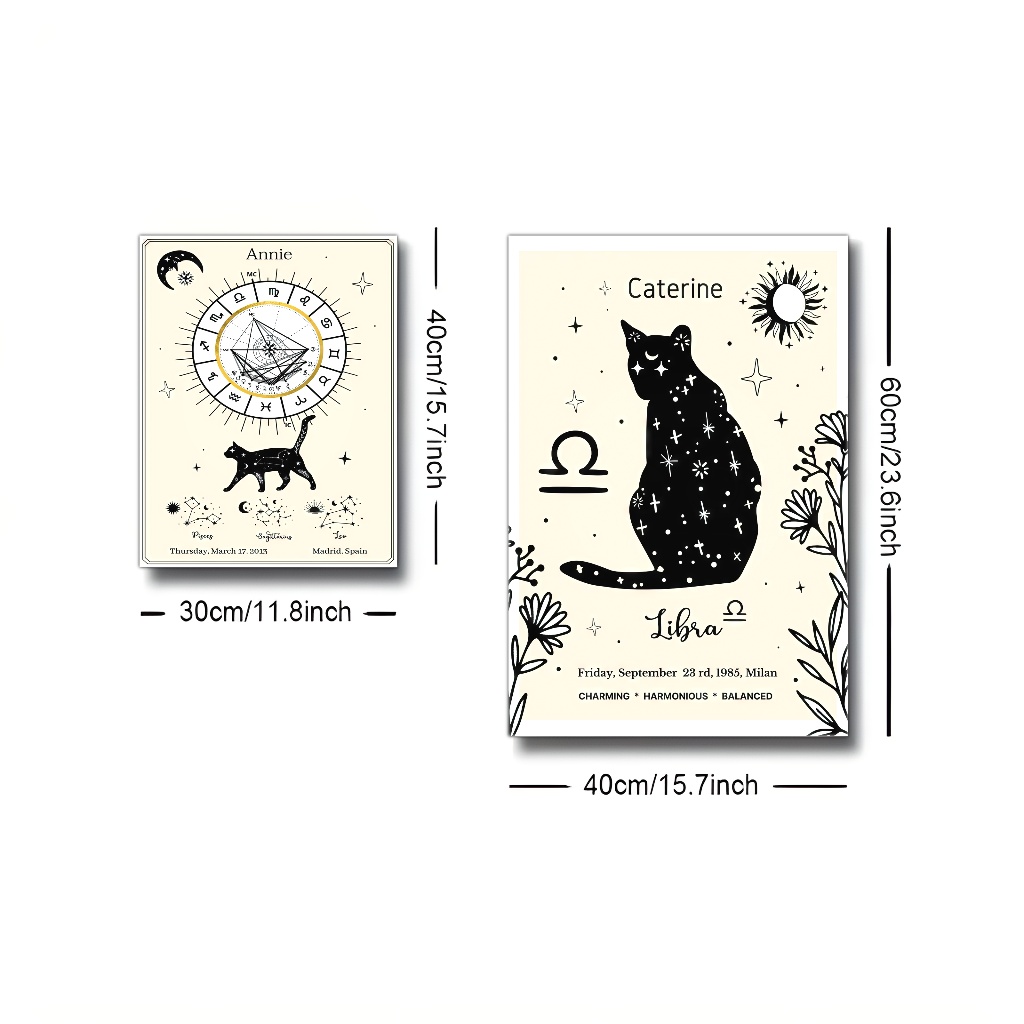 Annie
MC
Pisces
Sagittarius
Leo
Thursday, March 17, 2013
Madrid, Spain
40cm/15.7inch
30cm/11.8inch
Caterine
Libra
Friday, September 23 rd, 1985, Milan
CHARMING * HARMONIOUS * BALANCED
60cm/23.6inch
40cm/15.7inch